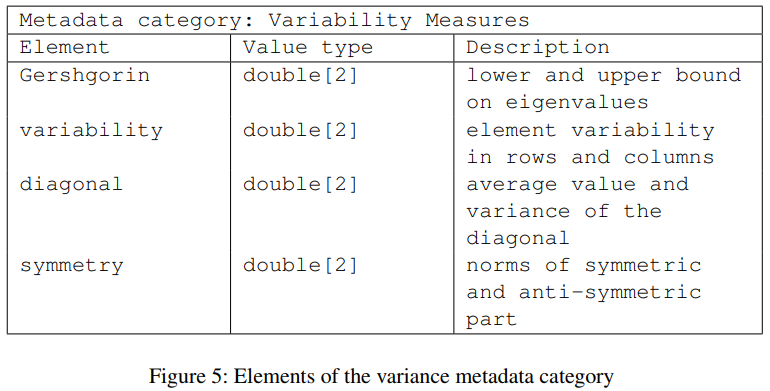 Metadata category: Variability Measures
Element Value type Description
Gershgorin double[2] lower and upper bound
on eigenvalues
variability double[2] element variability
in rows and columns
diagonal double[2] average value and
variance of the
diagonal
symmetry double[2] norms of symmetric
and anti-symmetric
part
Figure 5: Elements of the variance metadata category